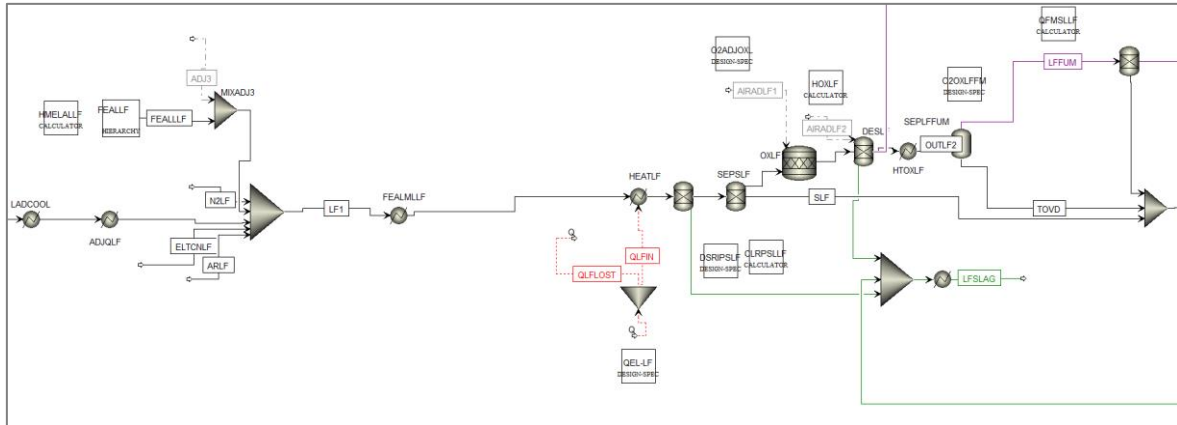 QFMSLLF
CALCULATOR
O2ADJOXL
DESIGN-SPEC
LFFUM
ADJ3
MIXADJ3
HOXLF
CALCULATOR
O2OXLFFM
DESIGN-SPEC
HMELALLF
CALCULATOR
FEALLF
HIERARCHY
FEALLLF
AIRADLF1
AIRADLF2
DESL
SEPLFFUM
OUTLF2
OXLF
HTOXLF
N2LF
LADCOOL
ADJQLF
LF1
FEALMLLF
HEATLF
SEPSLF
SLF
TOVD
ELTCNLF
ARLF
Q
QLFIN
QLFLOST
DSRIPSLF
DESIGN-SPEC
CLRPSLLF
CALCULATOR
LFSLAG
Q
QEL-LF
DESIGN-SPEC